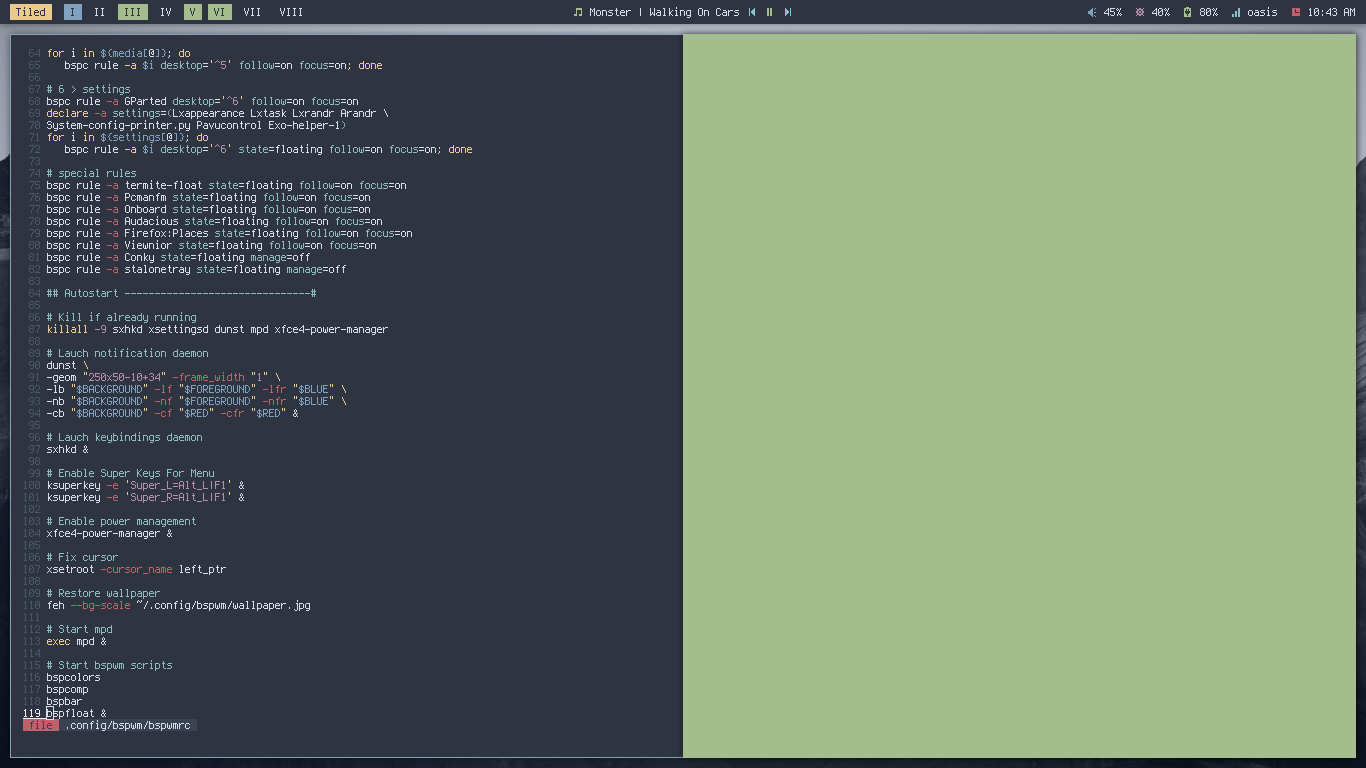 Tiled I II III IV V VI VII VIII Monster | Walking On Cars 45% 40% 80% oasis 10:43 AM
64 for i in ${media[@]}; do
65 bspc rule -a $i desktop='^5' follow=on focus=on; done
66
67 # 6 > settings
68 bspc rule -a GParted desktop='^6' follow=on focus=on
69 declare -a settings=(Lxappearance Lxtask Lxrandr Arandr \
70 System-config-printer.py Pavucontrol Exo-helper-1)
71 for i in ${settings[@]}; do
72 bspc rule -a $i desktop='^6' state=floating follow=on focus=on; done
73
74 # special rules
75 bspc rule -a termite-float state=floating follow=on focus=on
76 bspc rule -a Pcmanfm state=floating follow=on focus=on
77 bspc rule -a Onboard state=floating follow=on focus=on
78 bspc rule -a Audacious state=floating follow=on focus=on
79 bspc rule -a Firefox:Places state=floating follow=on focus=on
80 bspc rule -a Viewnior state=floating follow=on focus=on
81 bspc rule -a Conky state=floating manage=off
82 bspc rule -a stalonetray state=floating manage=off
83
84 ## Autostart -------------------------------#
85
86 # Kill if already running
87 killall -9 sxhkd xsettingsd dunst mpd xfce4-power-manager
88
89 # Lauch notification daemon
90 dunst \
91 -geom "250x50-10+34" -frame_width "1" \
92 -lb "$BACKGROUND" -lf "$FOREGROUND" -lfr "$BLUE" \
93 -nb "$BACKGROUND" -nf "$FOREGROUND" -nfr "$BLUE" \
94 -cb "$BACKGROUND" -cf "$RED" -cfr "$RED" &
95
96 # Lauch keybindings daemon
97 sxhkd &
98
99 # Enable Super Keys For Menu
100 ksuperkey -e 'Super_L=Alt_L|F1' &
101 ksuperkey -e 'Super_R=Alt_L|F1' &
102
103 # Enable power management
104 xfce4-power-manager &
105
106 # Fix cursor
107 xsetroot -cursor_name left_ptr
108
109 # Restore wallpaper
110 feh --bg-scale ~/.config/bspwm/wallpaper.jpg
111
112 # Start mpd
113 exec mpd &
114
115 # Start bspwm scripts
116 bspcolors
117 bspcomp
118 bspbar
119 bspfloat &
file .config/bspwm/bspwmrc